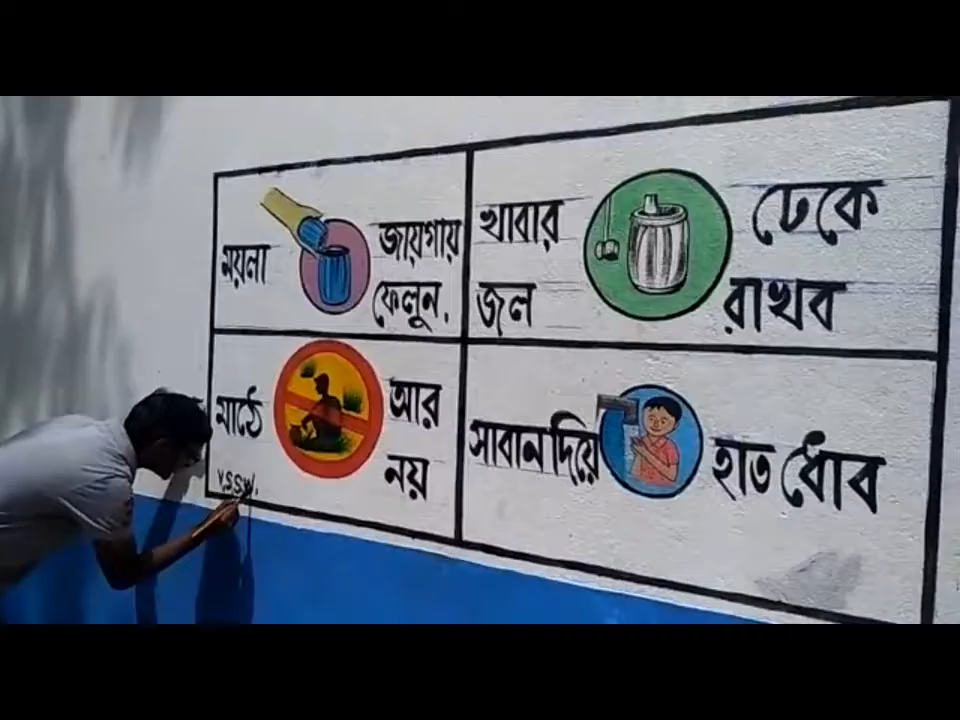 ময়লা জায়গায়
ফেলুন.
খাবার ঢেকে
জল রাখব
মাঠে আর
নয়
V.S.S.W.
সাবান দিয়ে হাত ধোব